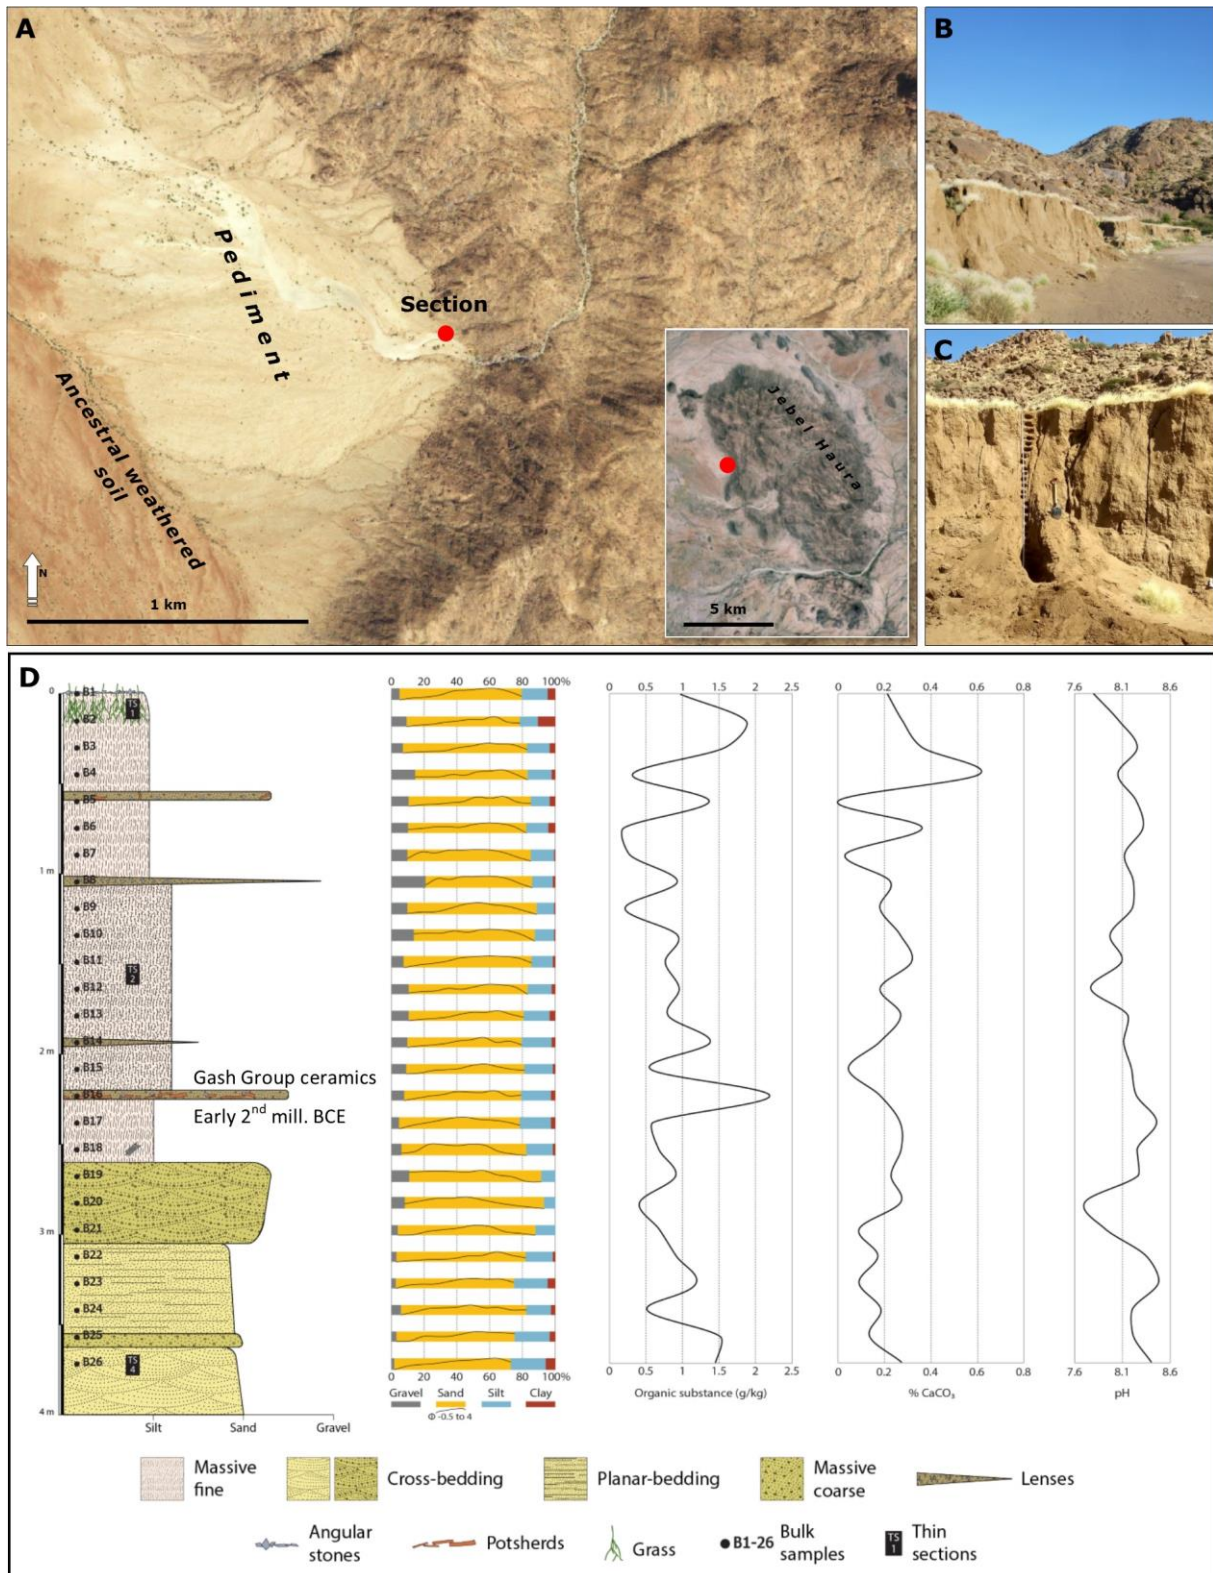 A
Pediment
Section
Ancestral weathered
soil
N
1 km
Jebel Haura
5 km
B
C
D
0
B1
TS
1
B2
B3
B4
B5
B6
B7
1 m
B8
B9
B10
B11
TS
2
B12
B13
B14
2 m
B15
Gash Group ceramics
B16
Early 2nd mill. BCE
B17
B18
B19
B20
3 m
B21
B22
B23
B24
B25
B26
TS
4
4 m
Silt Sand Gravel
0 20 40 60 80 100%
0 20 40 60 80 100%
Gravel Sand Silt Clay
Φ -0.5 to 4
0 0.5 1 1.5 2 2.5
0 0.5 1 1.5 2 2.5
Organic substance (g/kg)
0 0.2 0.4 0.6 0.8
0 0.2 0.4 0.6 0.8
% CaCO₃
7.6 8.1 8.6
7.6 8.1 8.6
pH
Massive
fine
Cross-bedding
Planar-bedding
Massive
coarse
Lenses
Angular
stones
Potsherds
Grass
B1-26
Bulk
samples
TS
1
Thin
sections